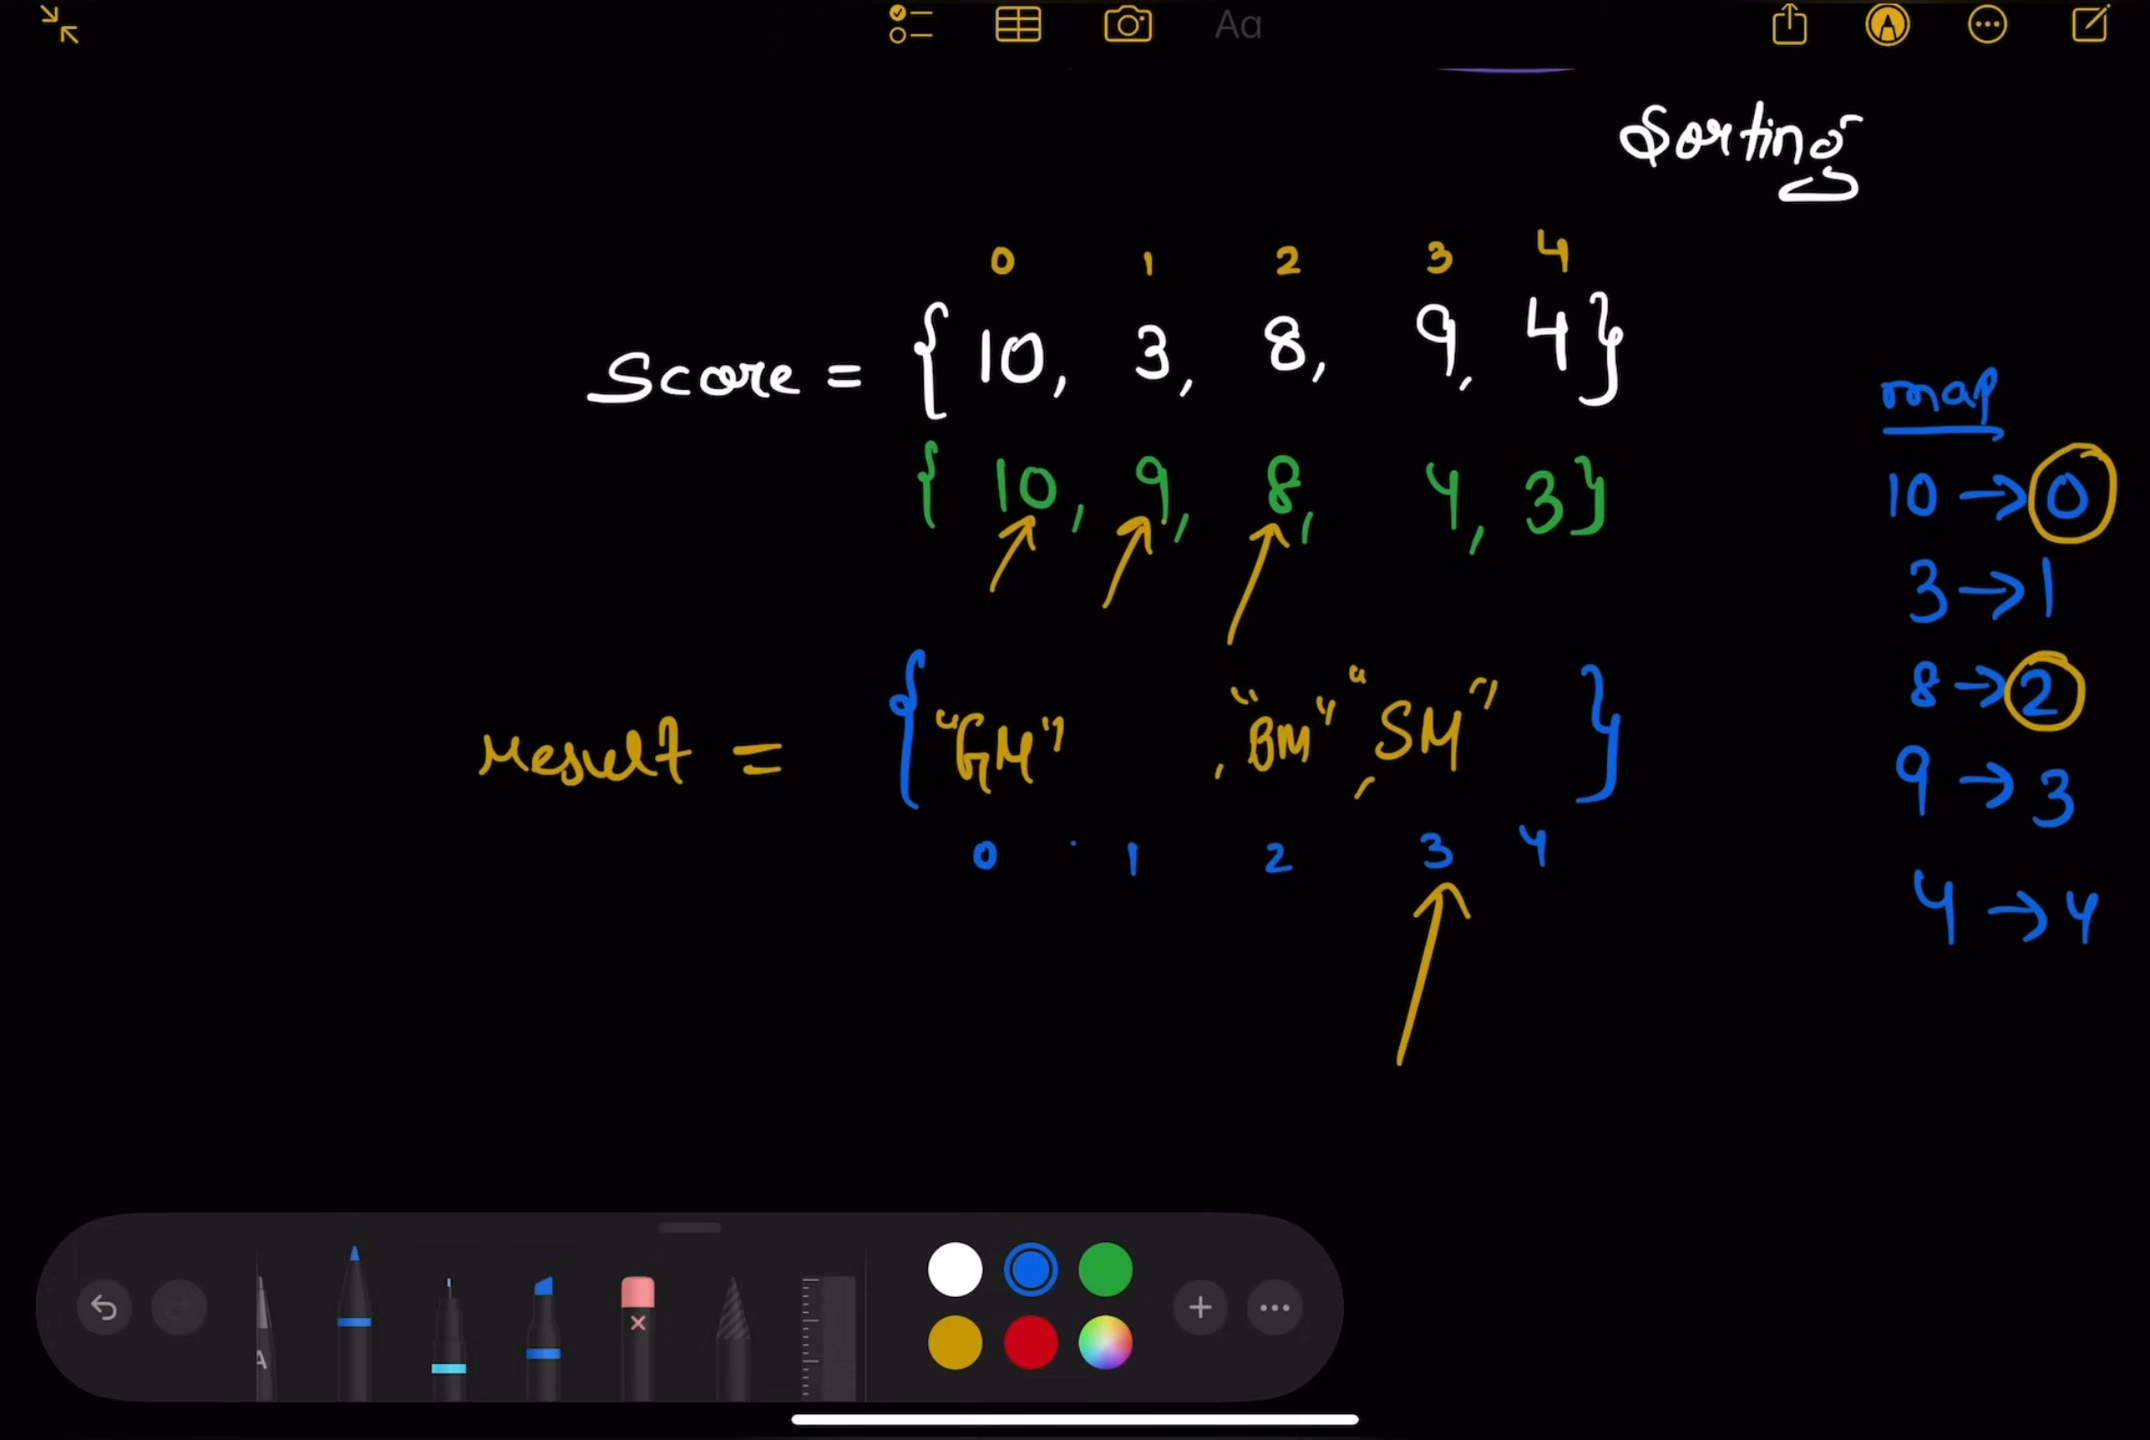 Aa
Sorting
0 1 2 3 4
Score = { 10, 3, 8, 9, 4 }
{ 10, 9, 8, 4, 3 }
result = { "GM" , "BM" , "SM" }
0 1 2 3 4
map
10 → 0
3 → 1
8 → 2
9 → 3
4 → 4
A